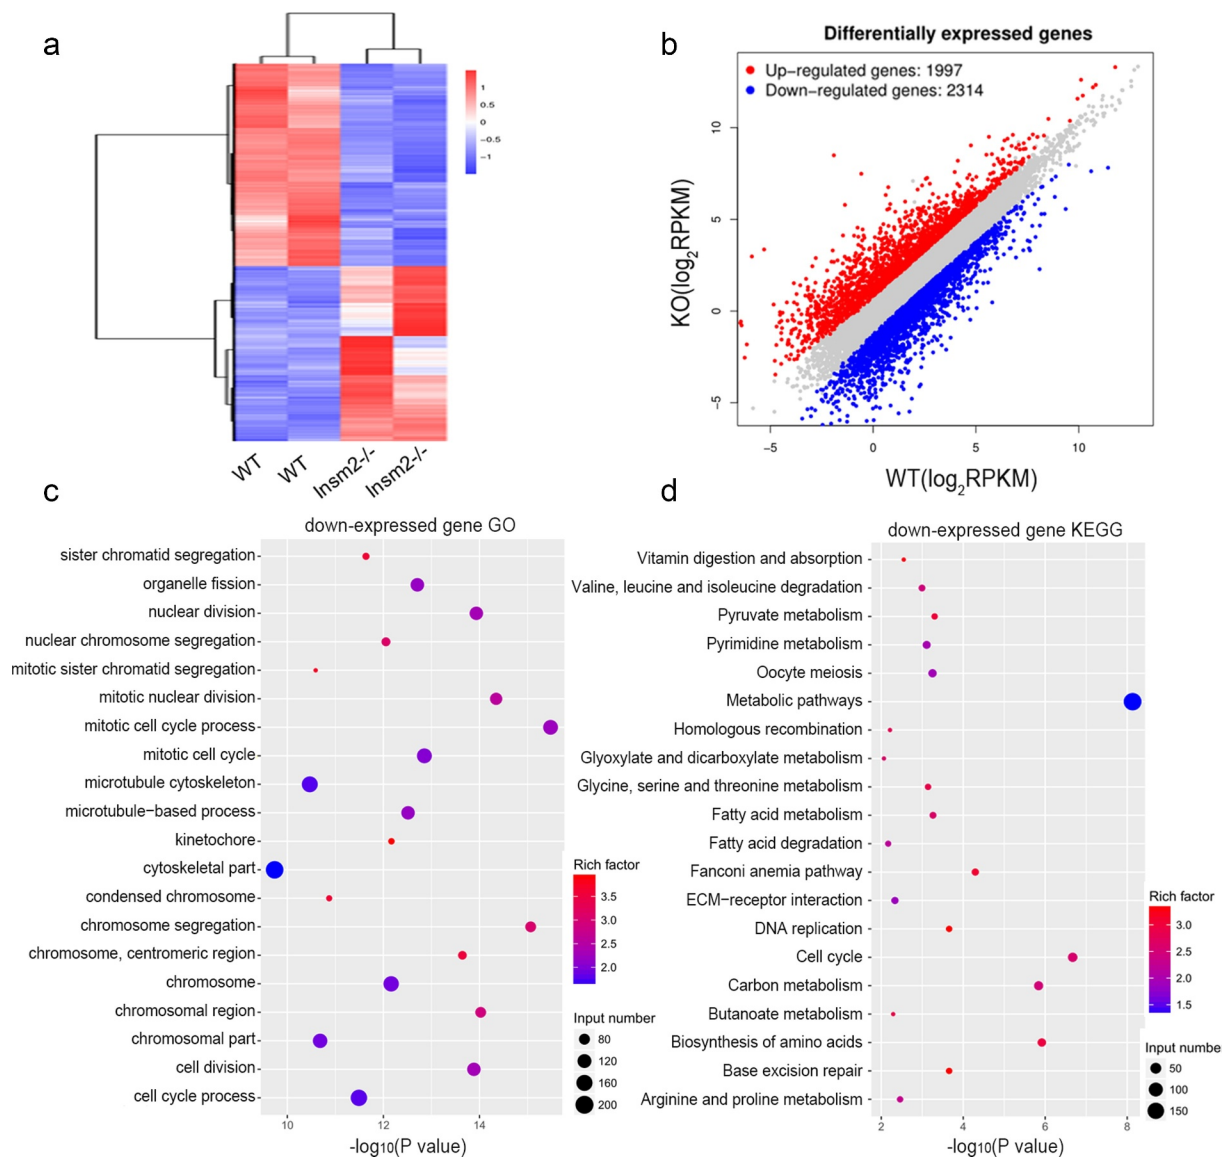 a
1
0.5
0
−0.5
−1
WT
WT
Insm2-/-
Insm2-/-
b
Differentially expressed genes
Up−regulated genes: 1997
Down−regulated genes: 2314
KO(log2RPKM)
10
5
0
−5
−5
0
5
10
WT(log2RPKM)
c
down-expressed gene GO
sister chromatid segregation
organelle fission
nuclear division
nuclear chromosome segregation
mitotic sister chromatid segregation
mitotic nuclear division
mitotic cell cycle process
mitotic cell cycle
microtubule cytoskeleton
microtubule−based process
kinetochore
cytoskeletal part
condensed chromosome
chromosome segregation
chromosome, centromeric region
chromosome
chromosomal region
chromosomal part
cell division
cell cycle process
10
12
14
-log10(P value)
Rich factor
3.5
3.0
2.5
2.0
Input number
80
120
160
200
d
down-expressed gene KEGG
Vitamin digestion and absorption
Valine, leucine and isoleucine degradation
Pyruvate metabolism
Pyrimidine metabolism
Oocyte meiosis
Metabolic pathways
Homologous recombination
Glyoxylate and dicarboxylate metabolism
Glycine, serine and threonine metabolism
Fatty acid metabolism
Fatty acid degradation
Fanconi anemia pathway
ECM−receptor interaction
DNA replication
Cell cycle
Carbon metabolism
Butanoate metabolism
Biosynthesis of amino acids
Base excision repair
Arginine and proline metabolism
2
4
6
8
-log10(P value)
Rich factor
3.0
2.5
2.0
1.5
Input numbe
50
100
150